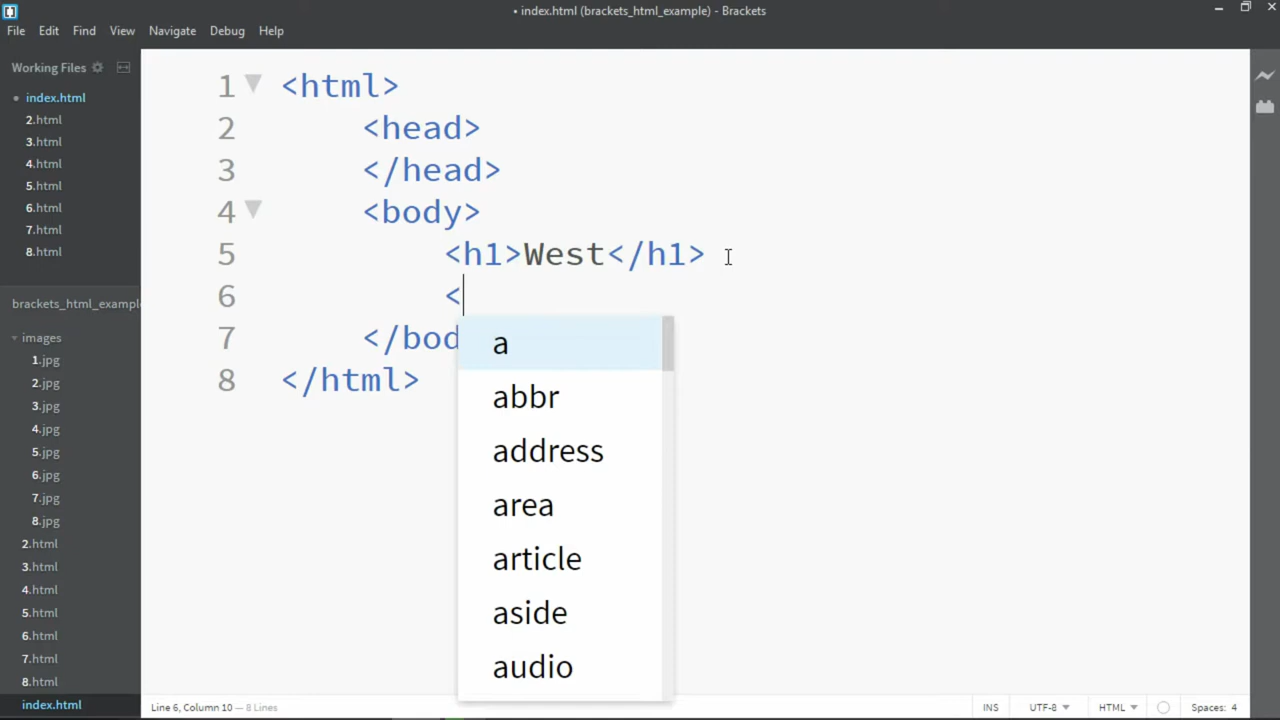 • index.html (brackets_html_example) - Brackets
File Edit Find View Navigate Debug Help
Working Files
• index.html
2.html
3.html
4.html
5.html
6.html
7.html
8.html
brackets_html_example
images
1.jpg
2.jpg
3.jpg
4.jpg
5.jpg
6.jpg
7.jpg
8.jpg
2.html
3.html
4.html
5.html
6.html
7.html
8.html
index.html
1 <html>
2 <head>
3 </head>
4 <body>
5 <h1>West</h1>
6 <
7 </bod
8 </html>
a
abbr
address
area
article
aside
audio
Line 6, Column 10 — 8 Lines
INS UTF-8 HTML Spaces: 4